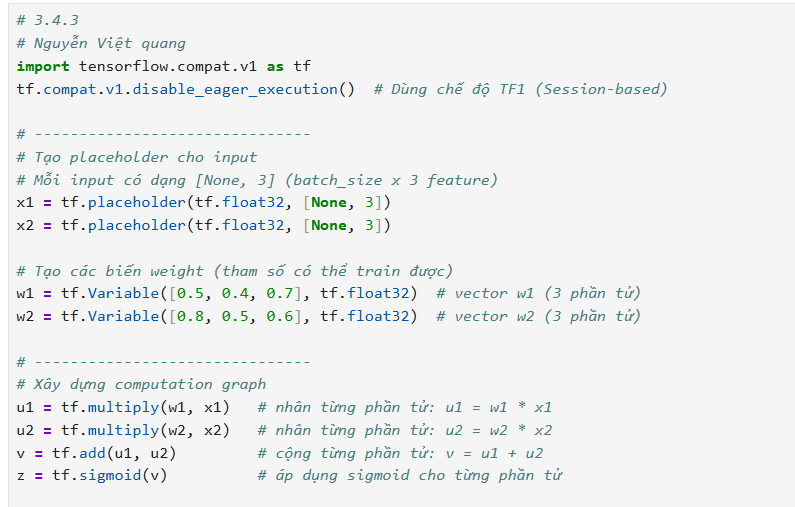 # 3.4.3
# Nguyễn Việt quang
import tensorflow.compat.v1 as tf
tf.compat.v1.disable_eager_execution()  # Dùng chế độ TF1 (Session-based)
# ------------------------------
# Tạo placeholder cho input
# Mỗi input có dạng [None, 3] (batch_size x 3 feature)
x1 = tf.placeholder(tf.float32, [None, 3])
x2 = tf.placeholder(tf.float32, [None, 3])
# Tạo các biến weight (tham số có thể train được)
w1 = tf.Variable([0.5, 0.4, 0.7], tf.float32)  # vector w1 (3 phần tử)
w2 = tf.Variable([0.8, 0.5, 0.6], tf.float32)  # vector w2 (3 phần tử)
# ------------------------------
# Xây dựng computation graph
u1 = tf.multiply(w1, x1)   # nhân từng phần tử: u1 = w1 * x1
u2 = tf.multiply(w2, x2)   # nhân từng phần tử: u2 = w2 * x2
v = tf.add(u1, u2)         # cộng từng phần tử: v = u1 + u2
z = tf.sigmoid(v)          # áp dụng sigmoid cho từng phần tử